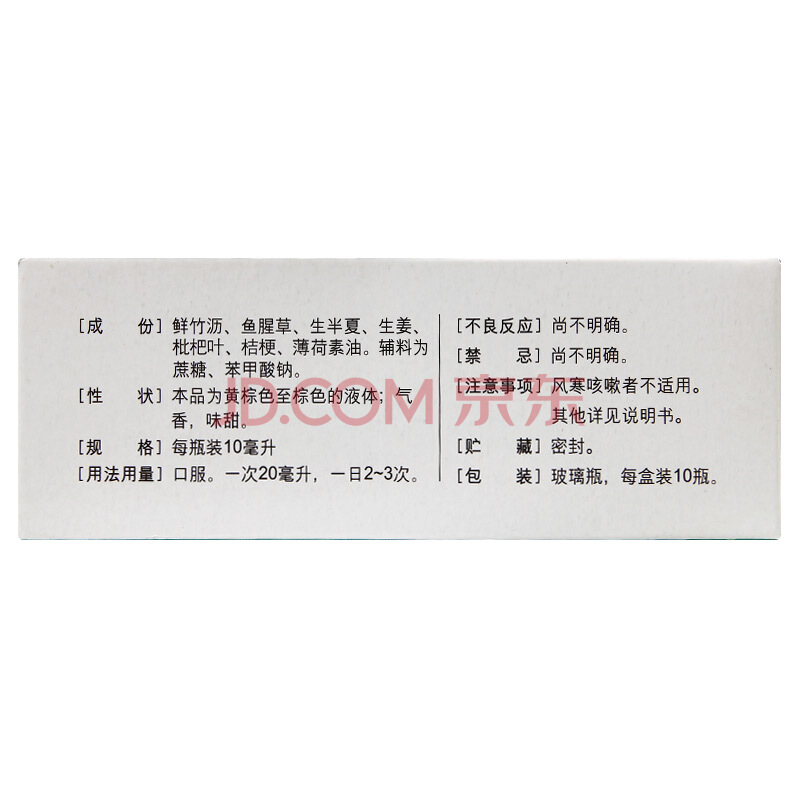 [成 份] 鲜竹沥、鱼腥草、生半夏、生姜、
枇杷叶、桔梗、薄荷素油。辅料为
蔗糖、苯甲酸钠。
[性 状] 本品为黄棕色至棕色的液体；气
香，味甜。
[规 格] 每瓶装10毫升
[用法用量] 口服。一次20毫升，一日2~3次。
[不良反应] 尚不明确。
[禁 忌] 尚不明确。
[注意事项] 风寒咳嗽者不适用。
其他详见说明书。
[贮 藏] 密封。
[包 装] 玻璃瓶，每盒装10瓶。
JD.COM 京东